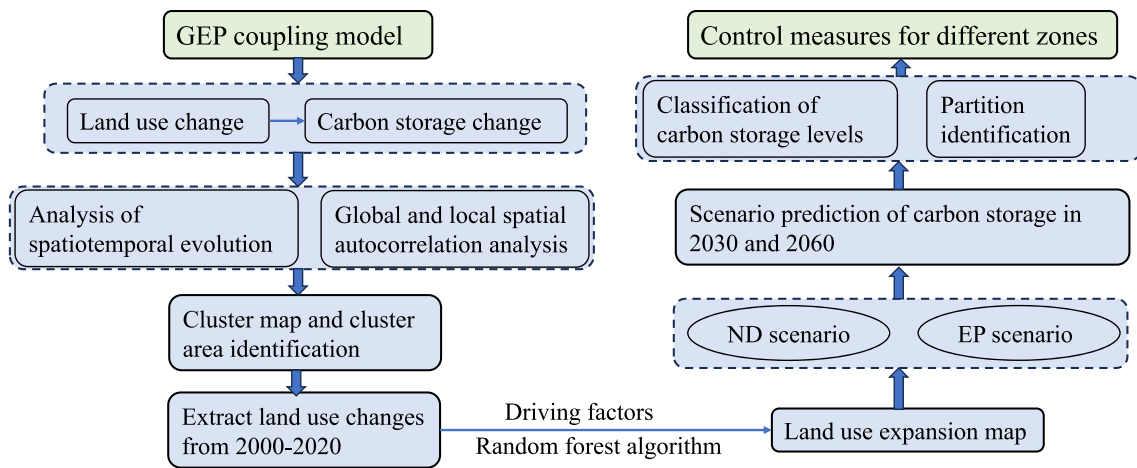 GEP coupling model
Land use change
Carbon storage change
Analysis of
spatiotemporal evolution
Global and local spatial
autocorrelation analysis
Cluster map and cluster
area identification
Extract land use changes
from 2000-2020
Driving factors
Random forest algorithm
Land use expansion map
ND scenario
EP scenario
Scenario prediction of carbon storage in
2030 and 2060
Classification of
carbon storage levels
Partition
identification
Control measures for different zones